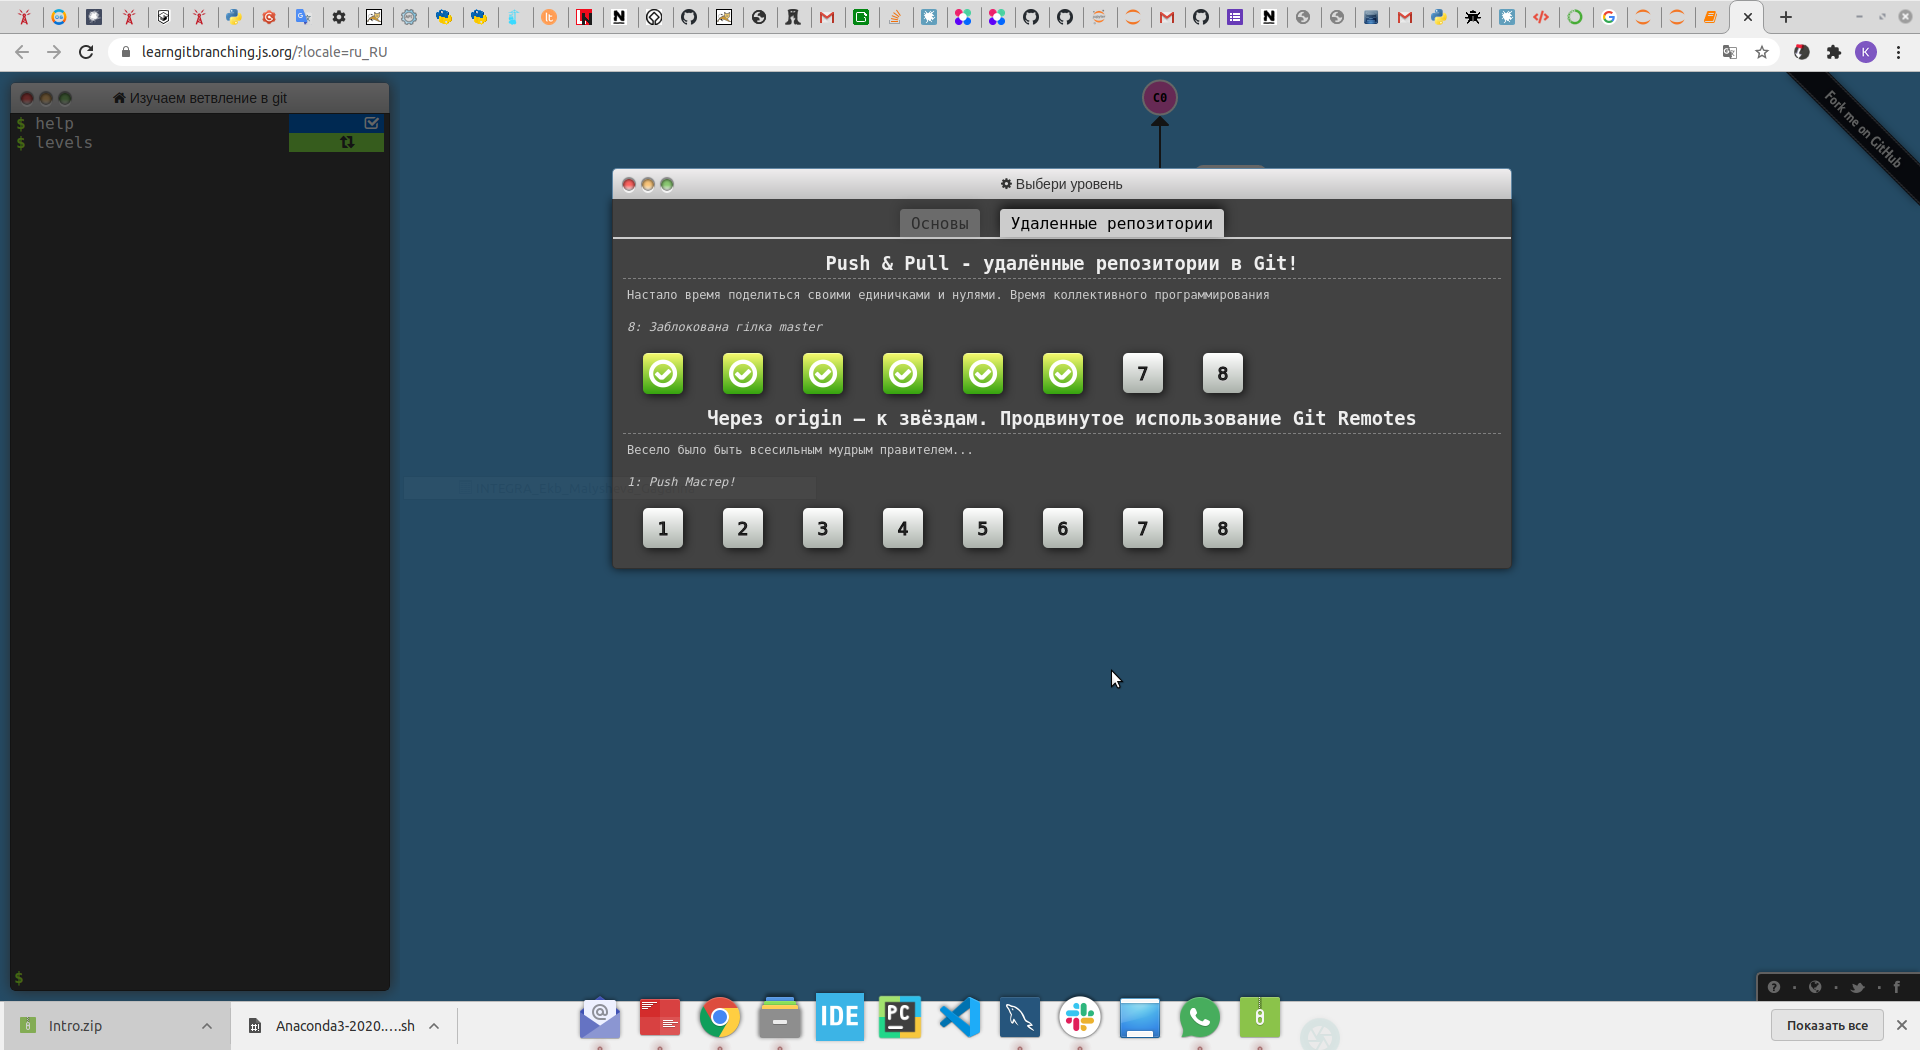 learngitbranching.js.org/?locale=ru_RU
K
Изучаем ветвление в git
$ help
$ levels
$
C0
Fork me on GitHub
Выбери уровень
Основы
Удаленные репозитории
Push & Pull - удалённые репозитории в Git!
Настало время поделиться своими единичками и нулями. Время коллективного программирования
8: Заблокована гілка master
7 8
Через origin – к звёздам. Продвинутое использование Git Remotes
Весело было быть всесильным мудрым правителем...
1: Push Мастер!
1 2 3 4 5 6 7 8
Intro.zip
Anaconda3-2020.....sh
IDE
PC
Показать все